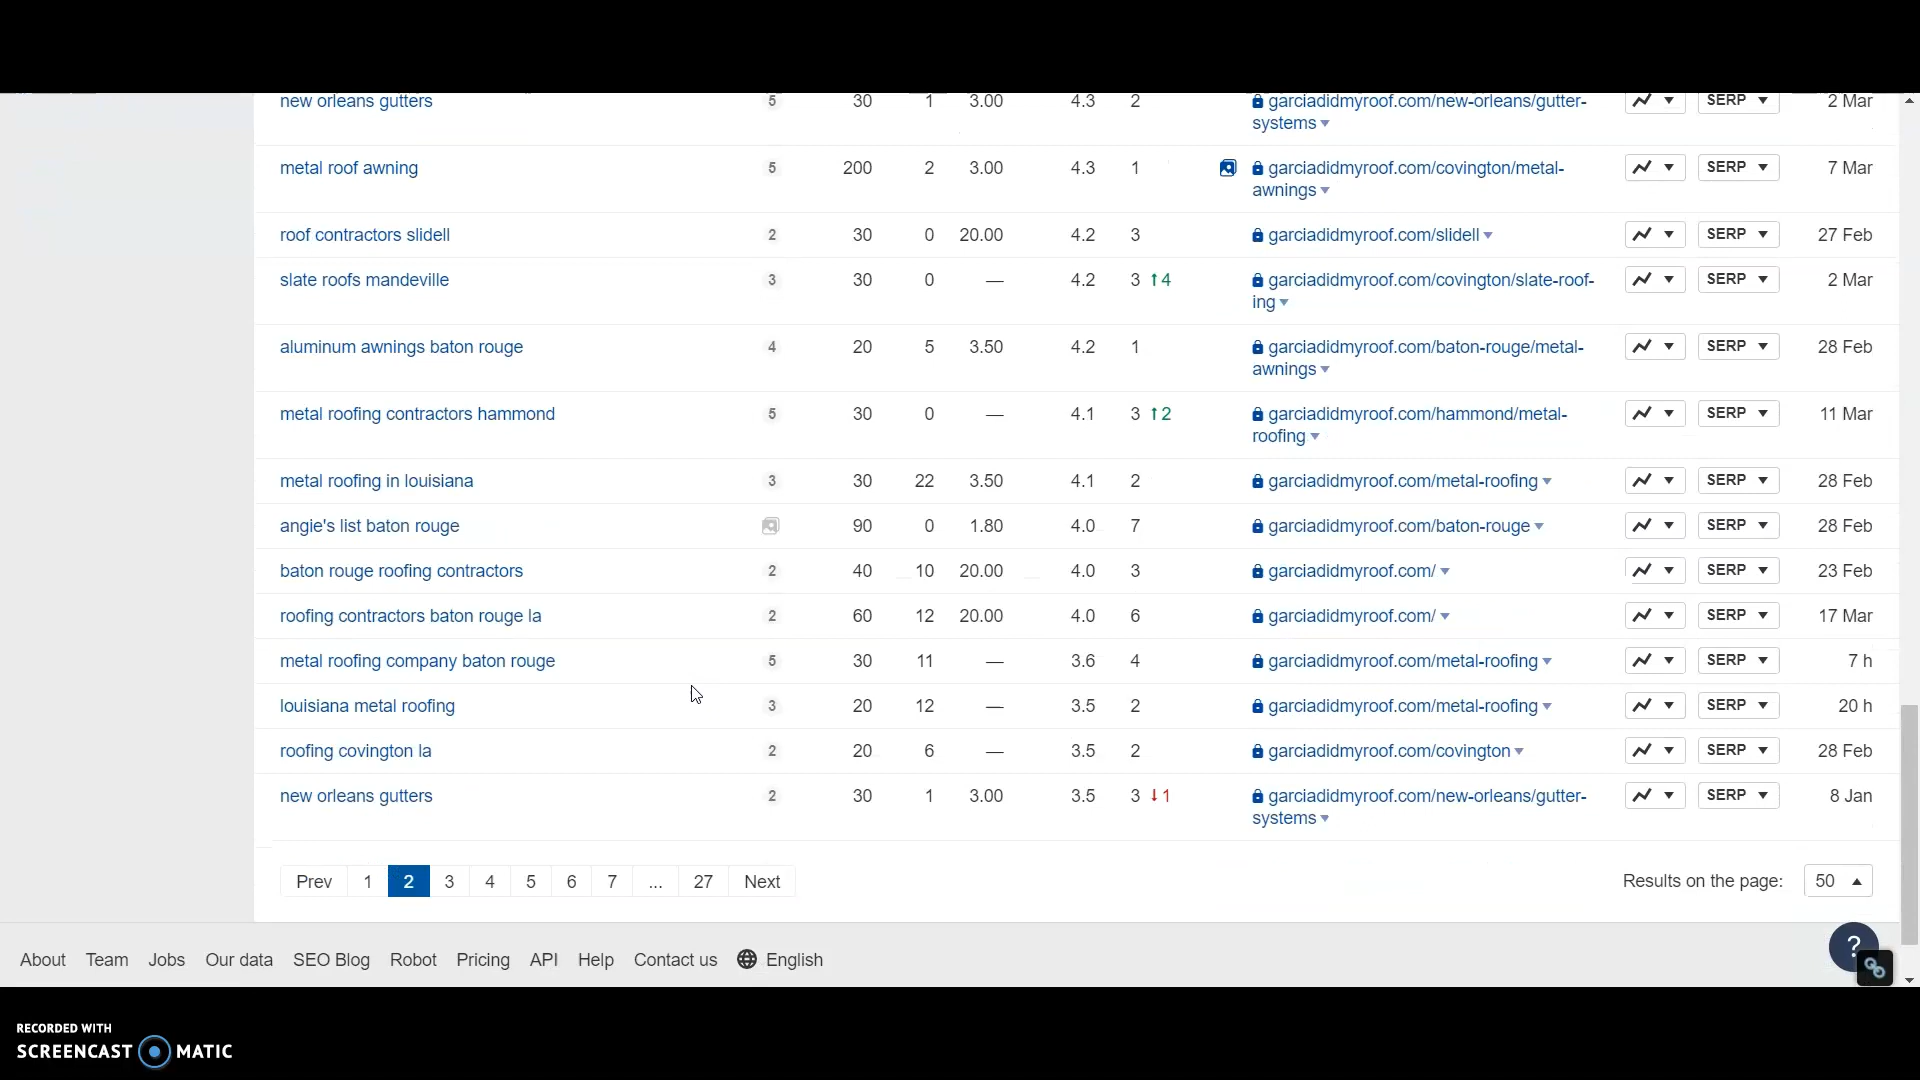 new orleans gutters 5 30 1 3.00 4.3 2 garciadidmyroof.com/new-orleans/gutter- SERP 2 Mar
systems
metal roof awning 5 200 2 3.00 4.3 1 garciadidmyroof.com/covington/metal- SERP 7 Mar
awnings
roof contractors slidell 2 30 0 20.00 4.2 3 garciadidmyroof.com/slidell SERP 27 Feb
slate roofs mandeville 3 30 0 — 4.2 3 ↑4 garciadidmyroof.com/covington/slate-roof- SERP 2 Mar
ing
aluminum awnings baton rouge 4 20 5 3.50 4.2 1 garciadidmyroof.com/baton-rouge/metal- SERP 28 Feb
awnings
metal roofing contractors hammond 5 30 0 — 4.1 3 ↑2 garciadidmyroof.com/hammond/metal- SERP 11 Mar
roofing
metal roofing in louisiana 3 30 22 3.50 4.1 2 garciadidmyroof.com/metal-roofing SERP 28 Feb
angie's list baton rouge 90 0 1.80 4.0 7 garciadidmyroof.com/baton-rouge SERP 28 Feb
baton rouge roofing contractors 2 40 10 20.00 4.0 3 garciadidmyroof.com/ SERP 23 Feb
roofing contractors baton rouge la 2 60 12 20.00 4.0 6 garciadidmyroof.com/ SERP 17 Mar
metal roofing company baton rouge 5 30 11 — 3.6 4 garciadidmyroof.com/metal-roofing SERP 7 h
louisiana metal roofing 3 20 12 — 3.5 2 garciadidmyroof.com/metal-roofing SERP 20 h
roofing covington la 2 20 6 — 3.5 2 garciadidmyroof.com/covington SERP 28 Feb
new orleans gutters 2 30 1 3.00 3.5 3 ↓1 garciadidmyroof.com/new-orleans/gutter- SERP 8 Jan
systems
Prev 1 2 3 4 5 6 7 ... 27 Next Results on the page: 50
About Team Jobs Our data SEO Blog Robot Pricing API Help Contact us English ?
RECORDED WITH
SCREENCAST MATIC